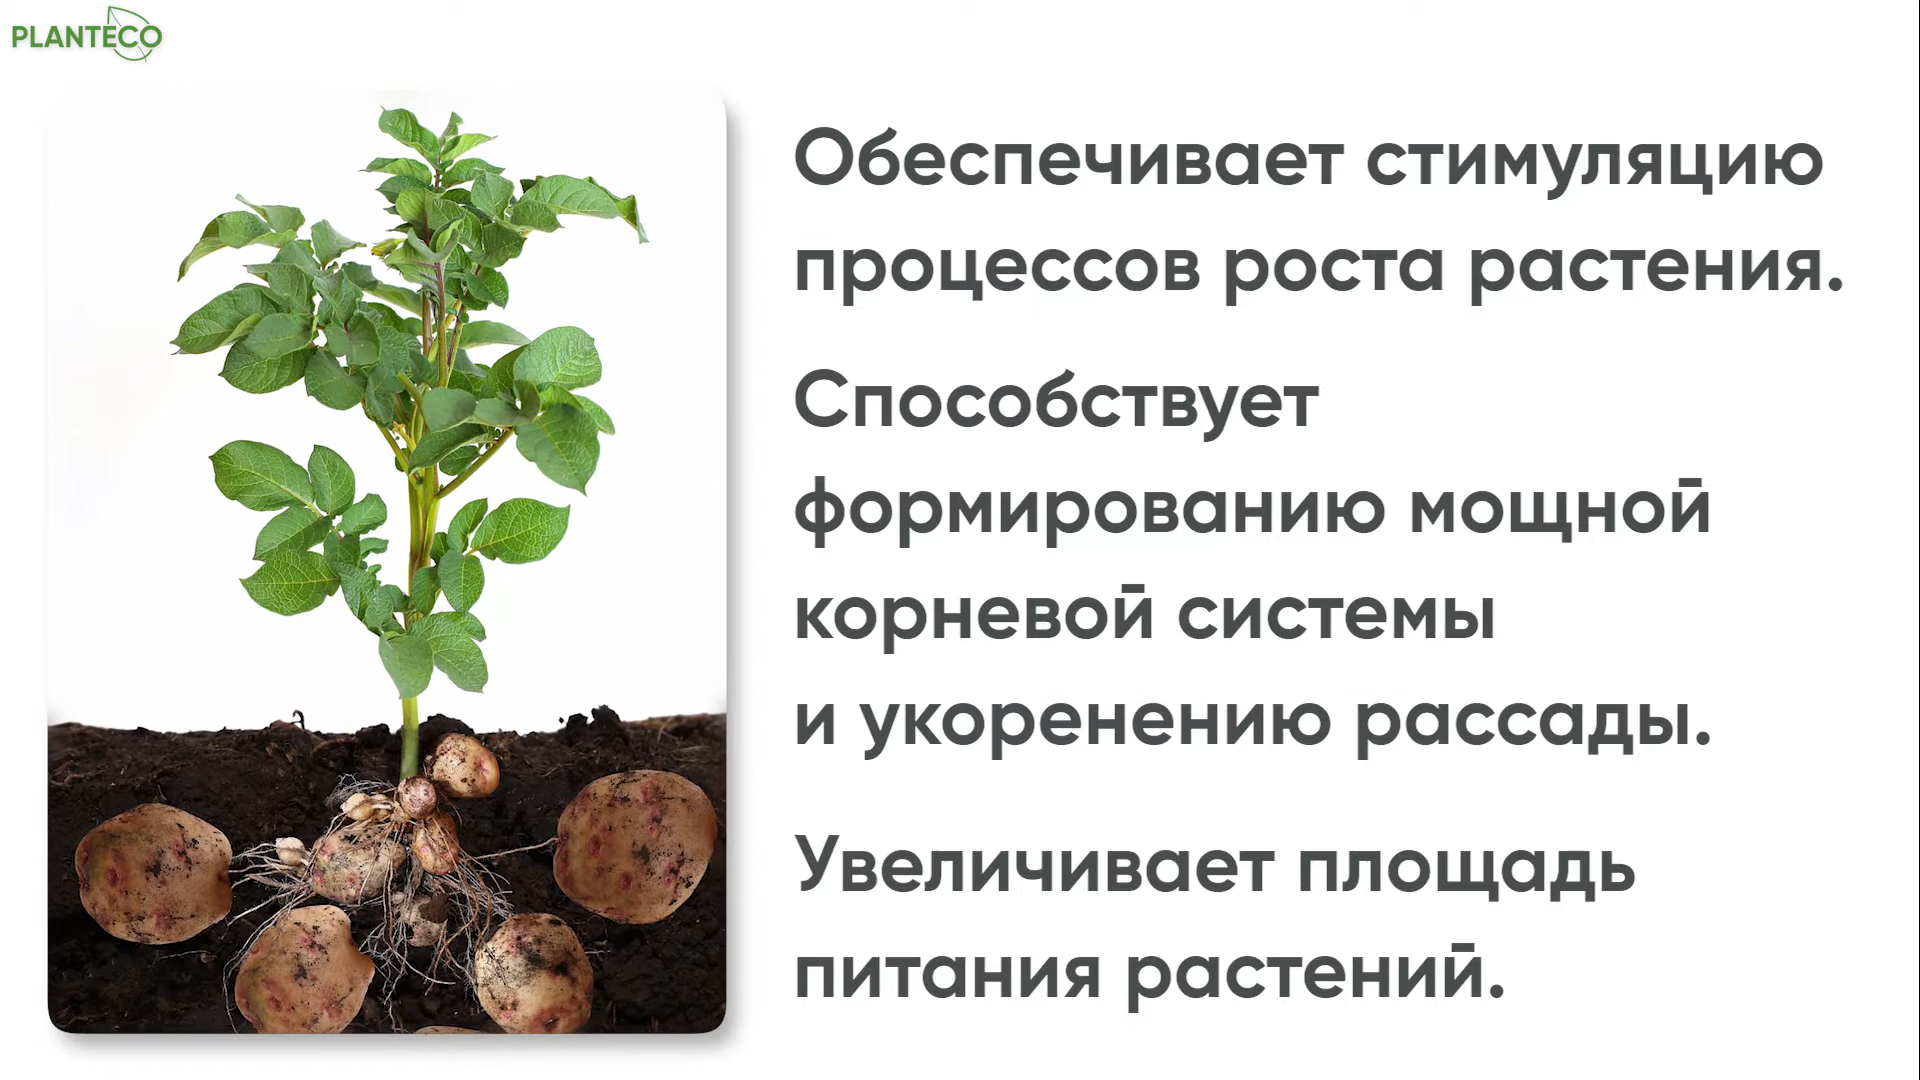 PLANTECO
Обеспечивает стимуляцию
процессов роста растения.
Способствует
формированию мощной
корневой системы
и укоренению рассады.
Увеличивает площадь
питания растений.